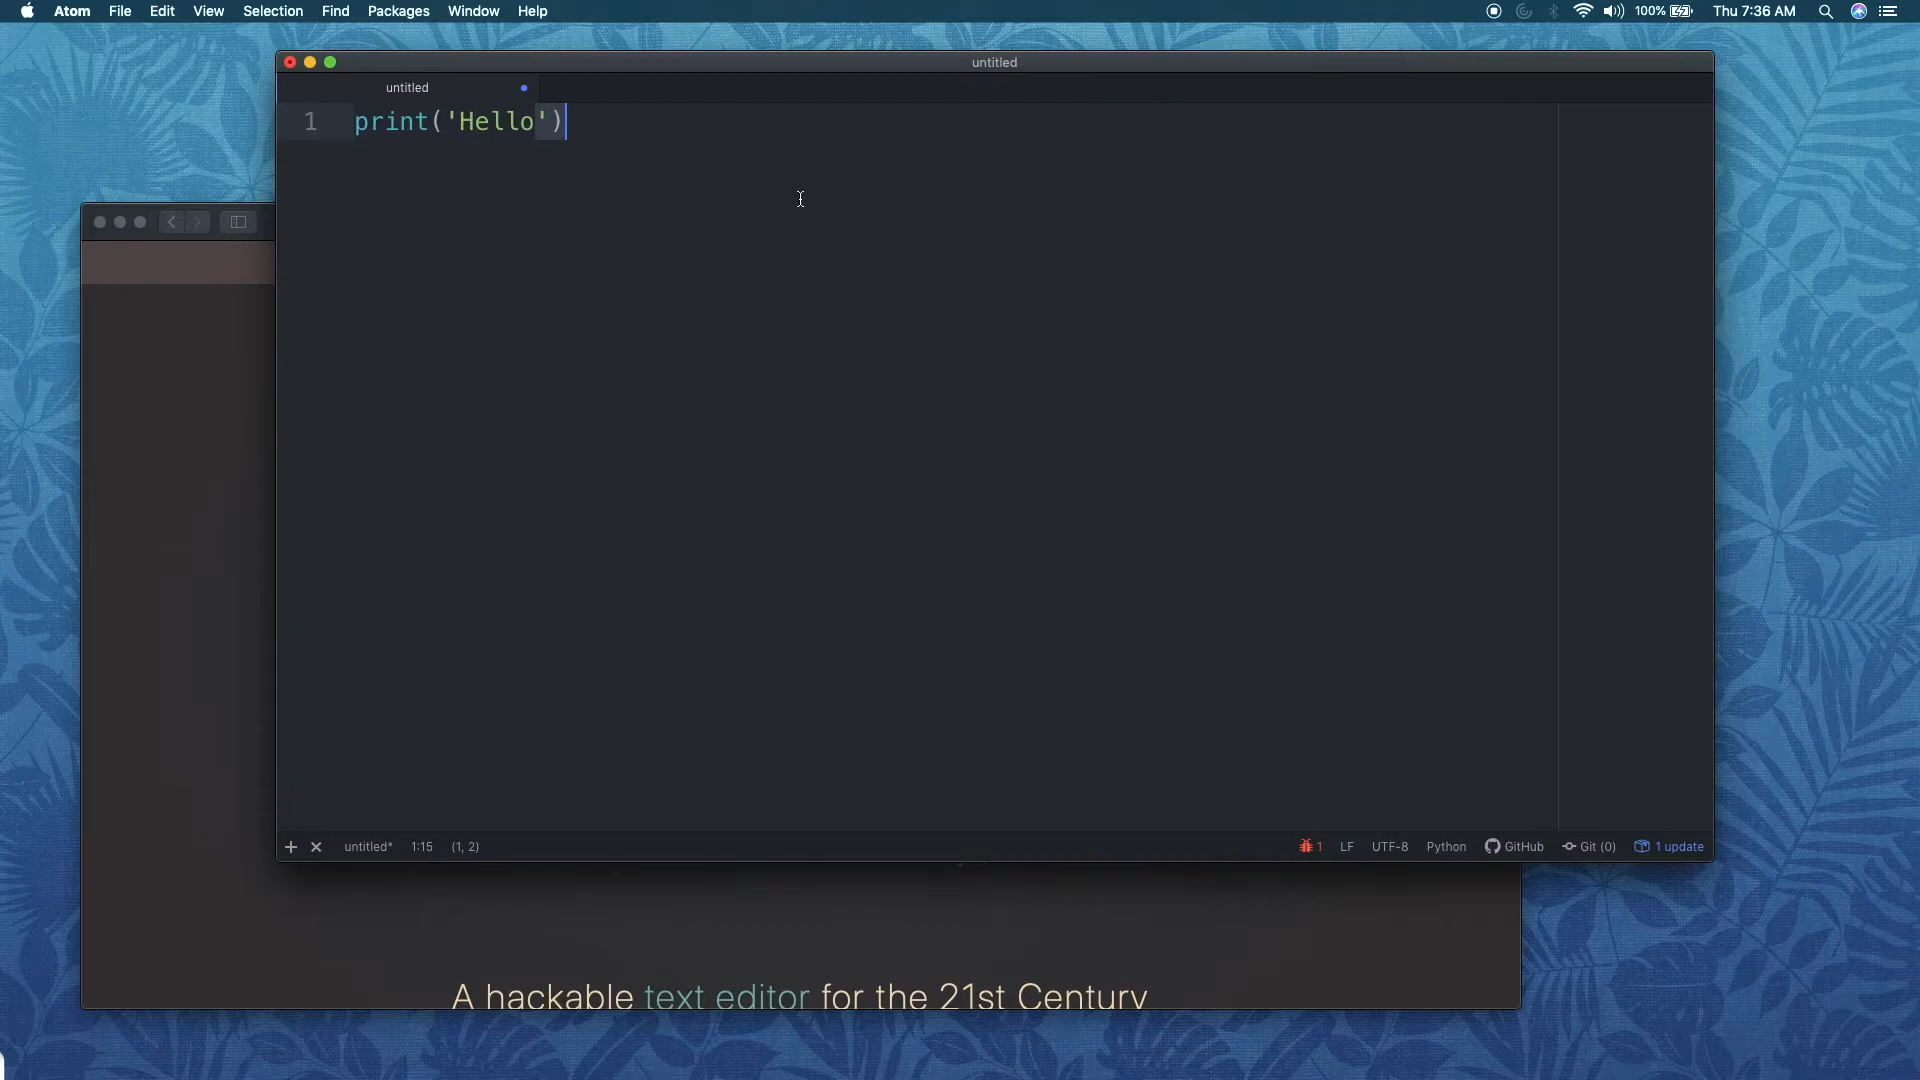 Atom File Edit View Selection Find Packages Window Help 100% Thu 7:36 AM
untitled
untitled
1 print('Hello')
untitled* 1:15 (1, 2) 1 LF UTF-8 Python GitHub Git (0) 1 update
A hackable text editor for the 21st Century